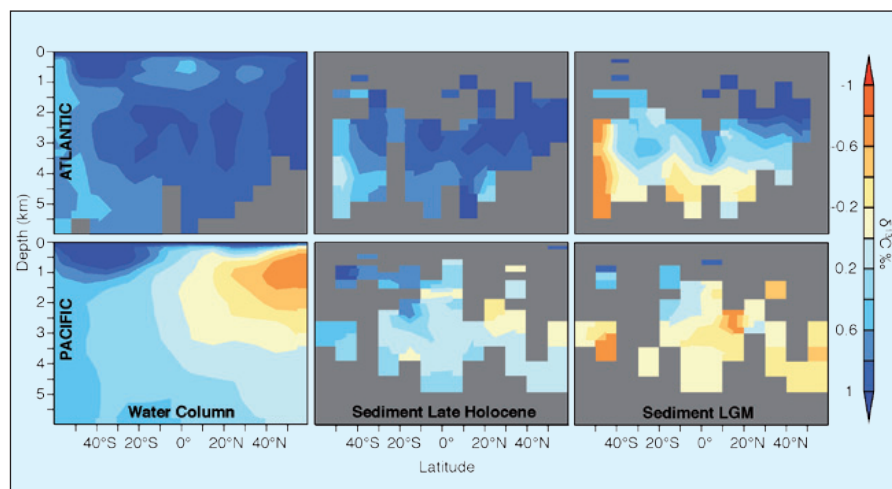 0
1
2
3
4
5
ATLANTIC
Depth (km)
0
1
2
3
4
5
PACIFIC
Water Column
Sediment Late Holocene
Sediment LGM
40°S 20°S 0° 20°N 40°N
40°S 20°S 0° 20°N 40°N
40°S 20°S 0° 20°N 40°N
Latitude
-1
-0.6
-0.2
0.2
0.6
1
δ13C ‰